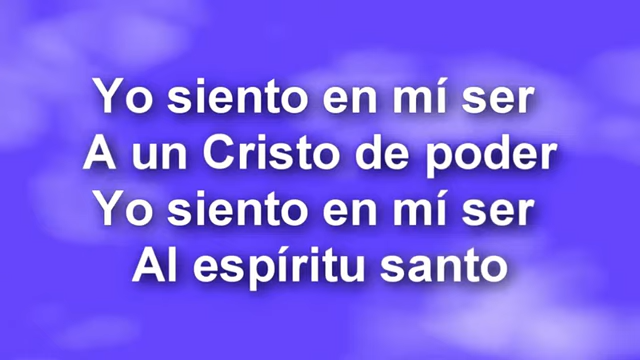 Yo siento en mí ser
A un Cristo de poder
Yo siento en mí ser
Al espíritu santo